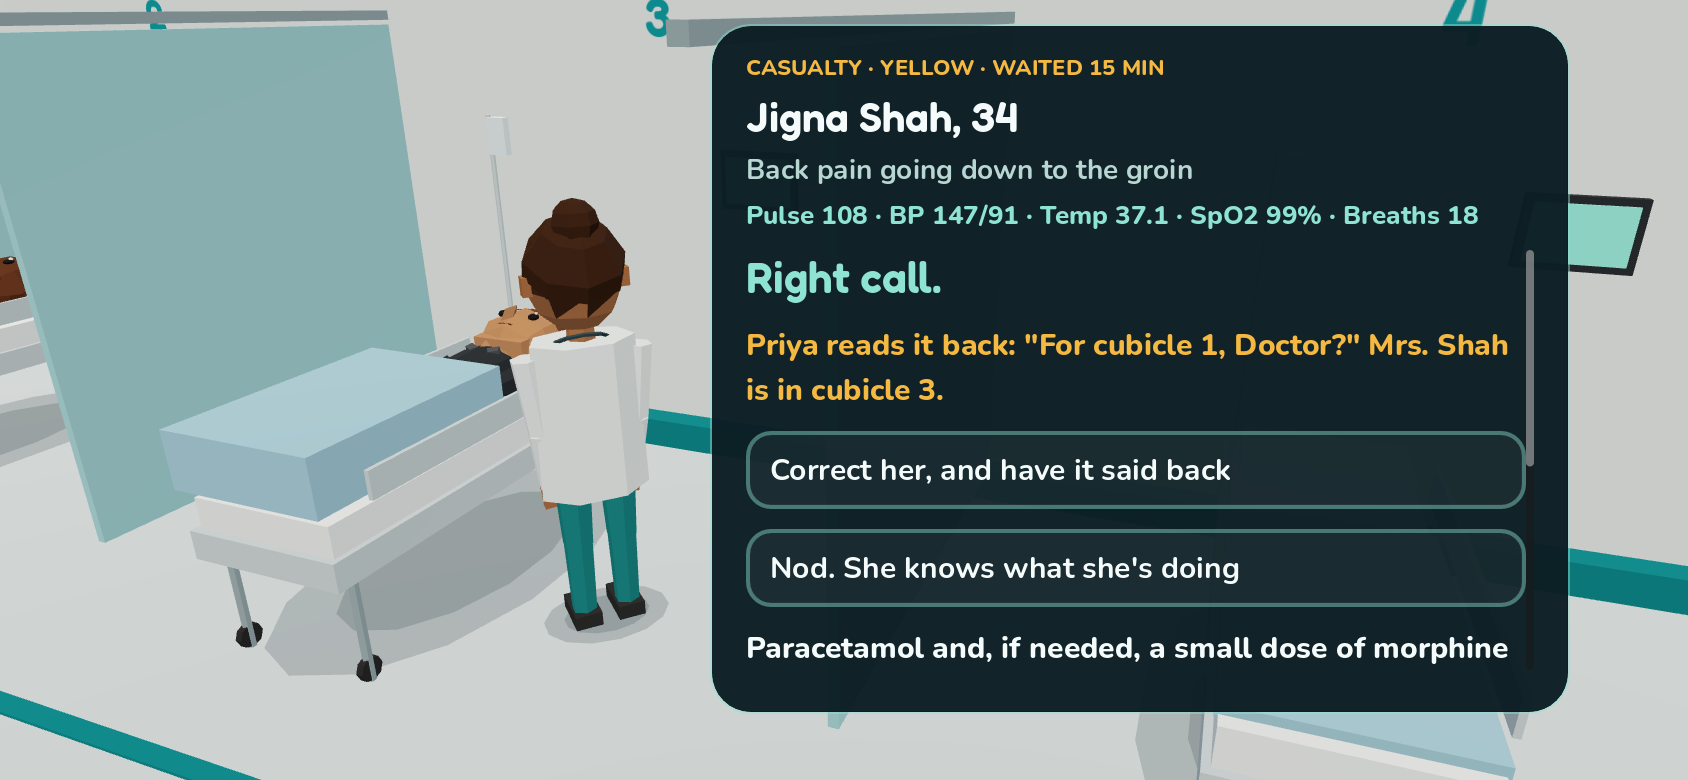 2
3
4
CASUALTY · YELLOW · WAITED 15 MIN
Jigna Shah, 34
Back pain going down to the groin
Pulse 108 · BP 147/91 · Temp 37.1 · SpO2 99% · Breaths 18
Right call.
Priya reads it back: "For cubicle 1, Doctor?" Mrs. Shah
is in cubicle 3.
Correct her, and have it said back
Nod. She knows what she's doing
Paracetamol and, if needed, a small dose of morphine